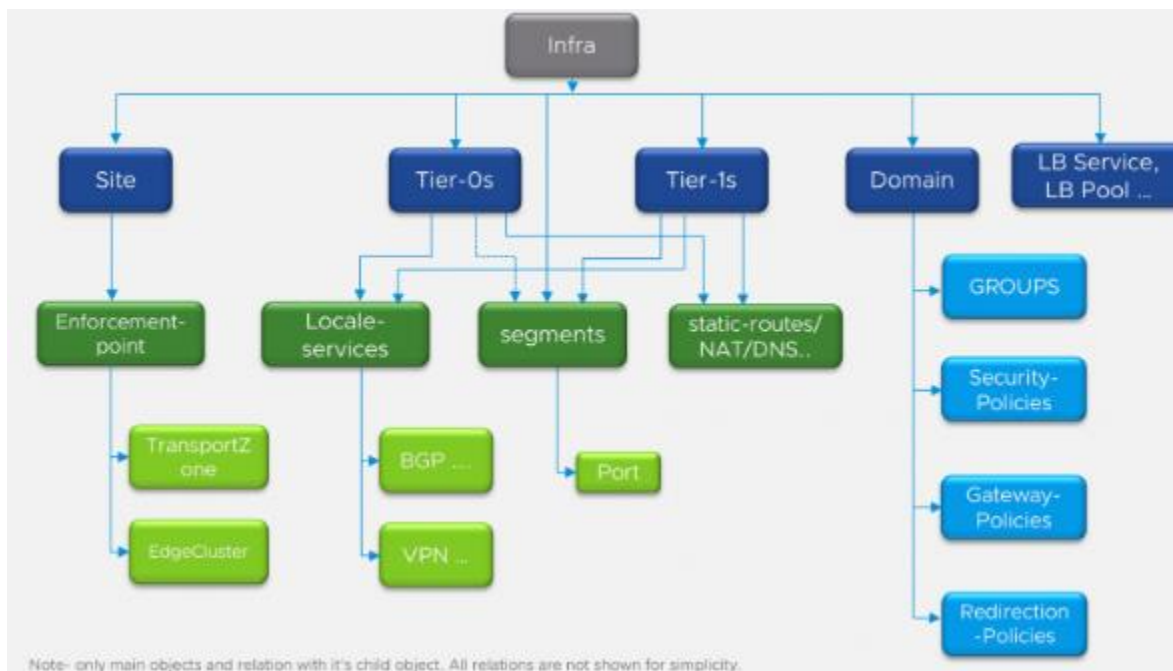 Infra
Site
Tier-0s
Tier-1s
Domain
LB Service,
LB Pool ...
Enforcement-
point
Locale-
services
segments
static-routes/
NAT/DNS..
GROUPS
Security-
Policies
TransportZ
one
BGP ....
Port
EdgeCluster
VPN ...
Gateway-
Policies
Redirection
-Policies
Note- only main objects and relation with it's child object. All relations are not shown for simplicity.